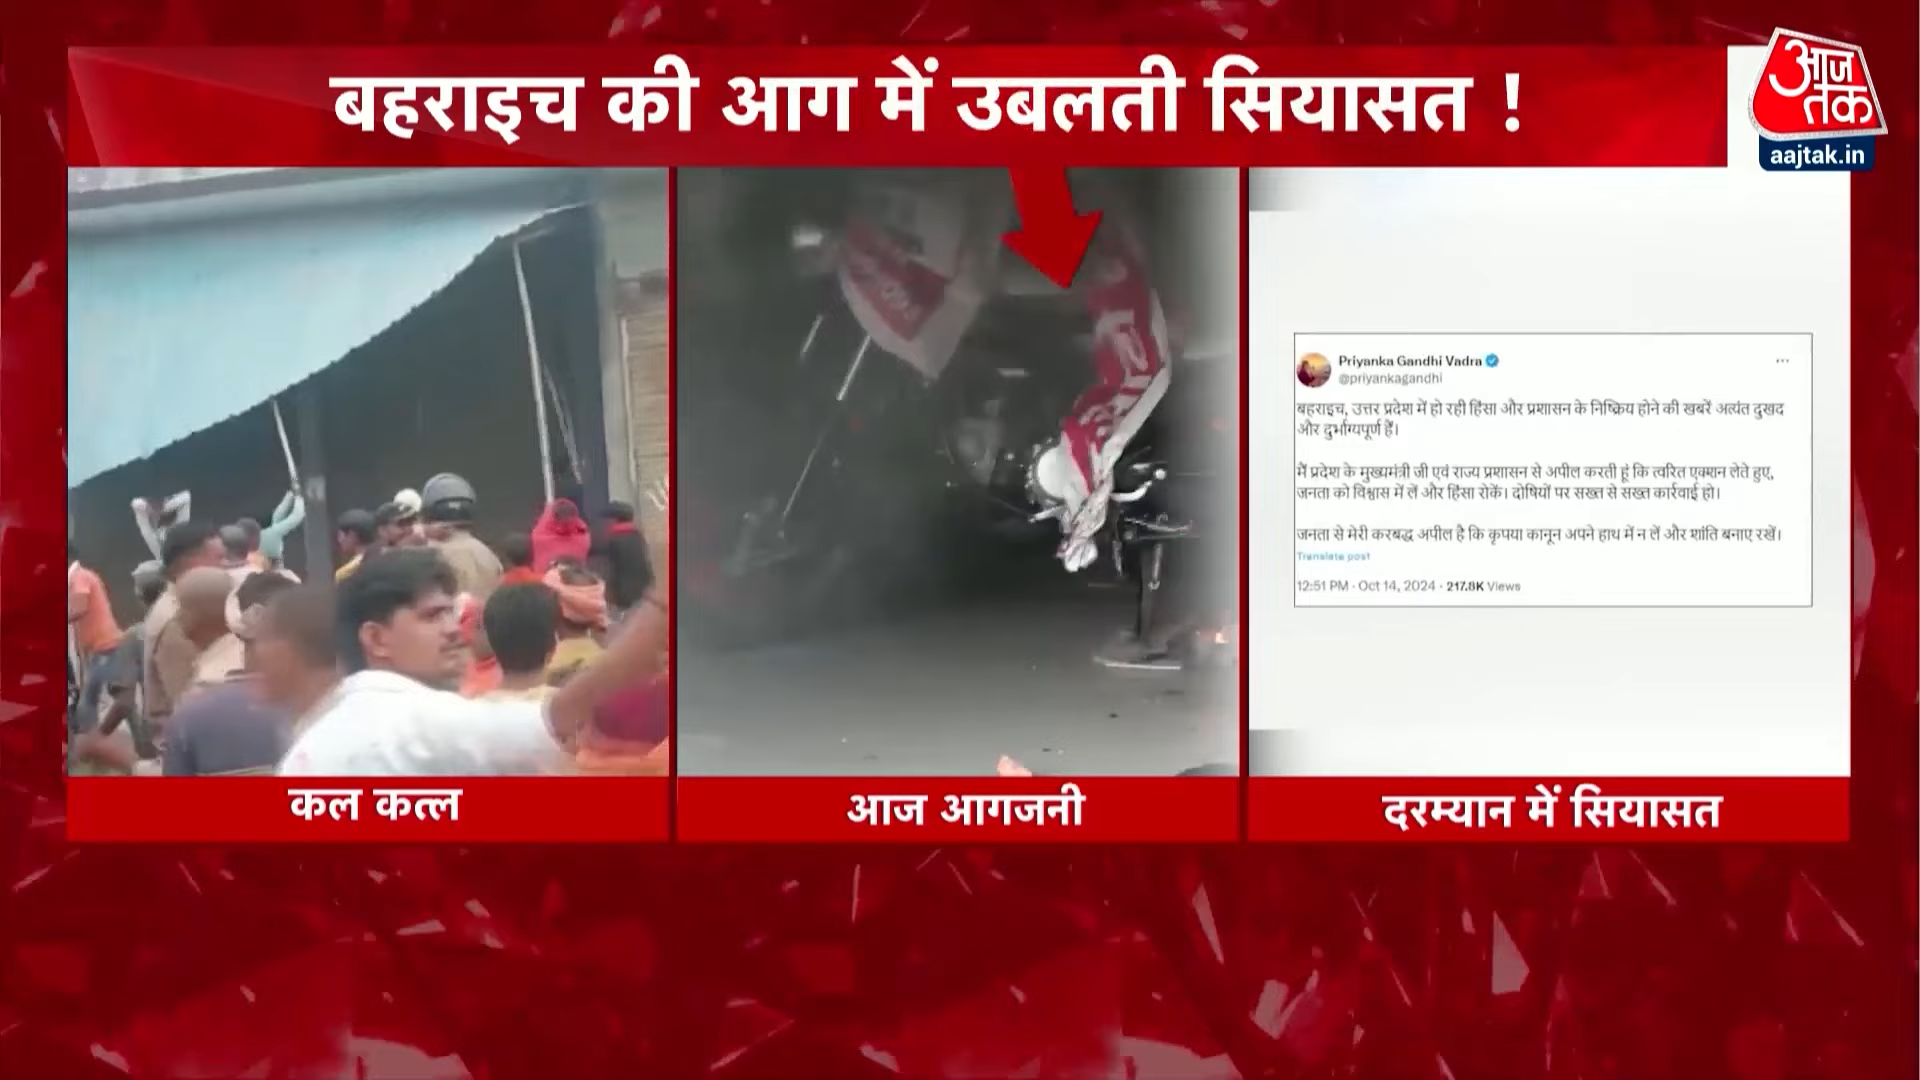 बहराइच की आग में उबलती सियासत !
आज
तक
aajtak.in
Priyanka Gandhi Vadra
@priyankagandhi
बहराइच, उत्तर प्रदेश में हो रही हिंसा और प्रशासन के निष्क्रिय होने की खबरें अत्यंत दुखद
और दुर्भाग्यपूर्ण हैं।
मैं प्रदेश के मुख्यमंत्री जी एवं राज्य प्रशासन से अपील करती हूं कि त्वरित एक्शन लेते हुए,
जनता को विश्वास में लें और हिंसा रोकें। दोषियों पर सख्त से सख्त कार्रवाई हो।
जनता से मेरी करबद्ध अपील है कि कृपया कानून अपने हाथ में न लें और शांति बनाए रखें।
Translate post
12:51 PM · Oct 14, 2024 · 217.8K Views
कल कत्ल
आज आगजनी
दरम्यान में सियासत